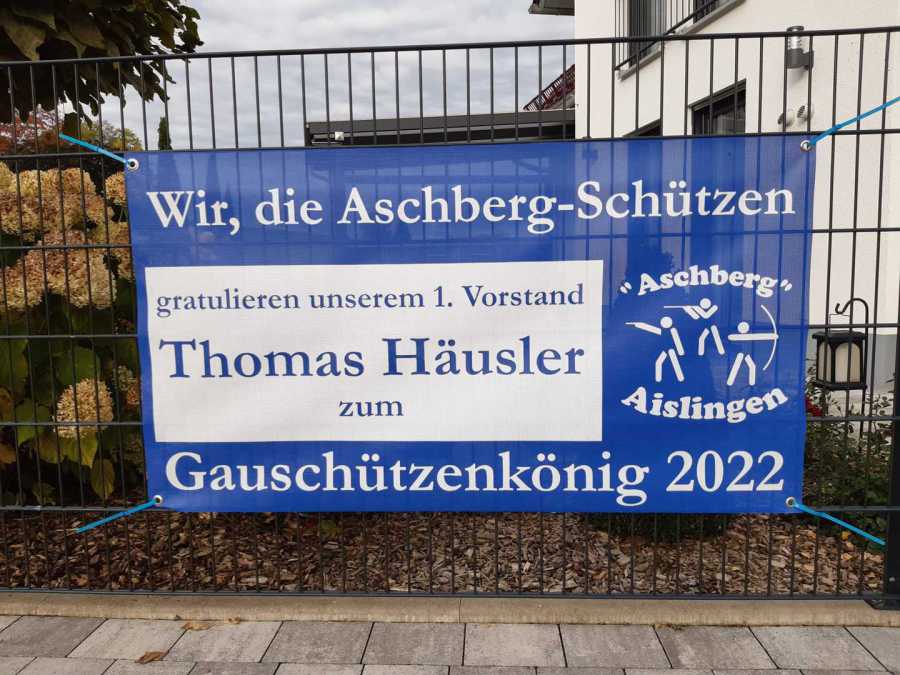 Wir, die Aschberg-Schützen
gratulieren unserem 1. Vorstand
Thomas Häusler
zum
"Aschberg"
Aislingen
Gauschützenkönig 2022